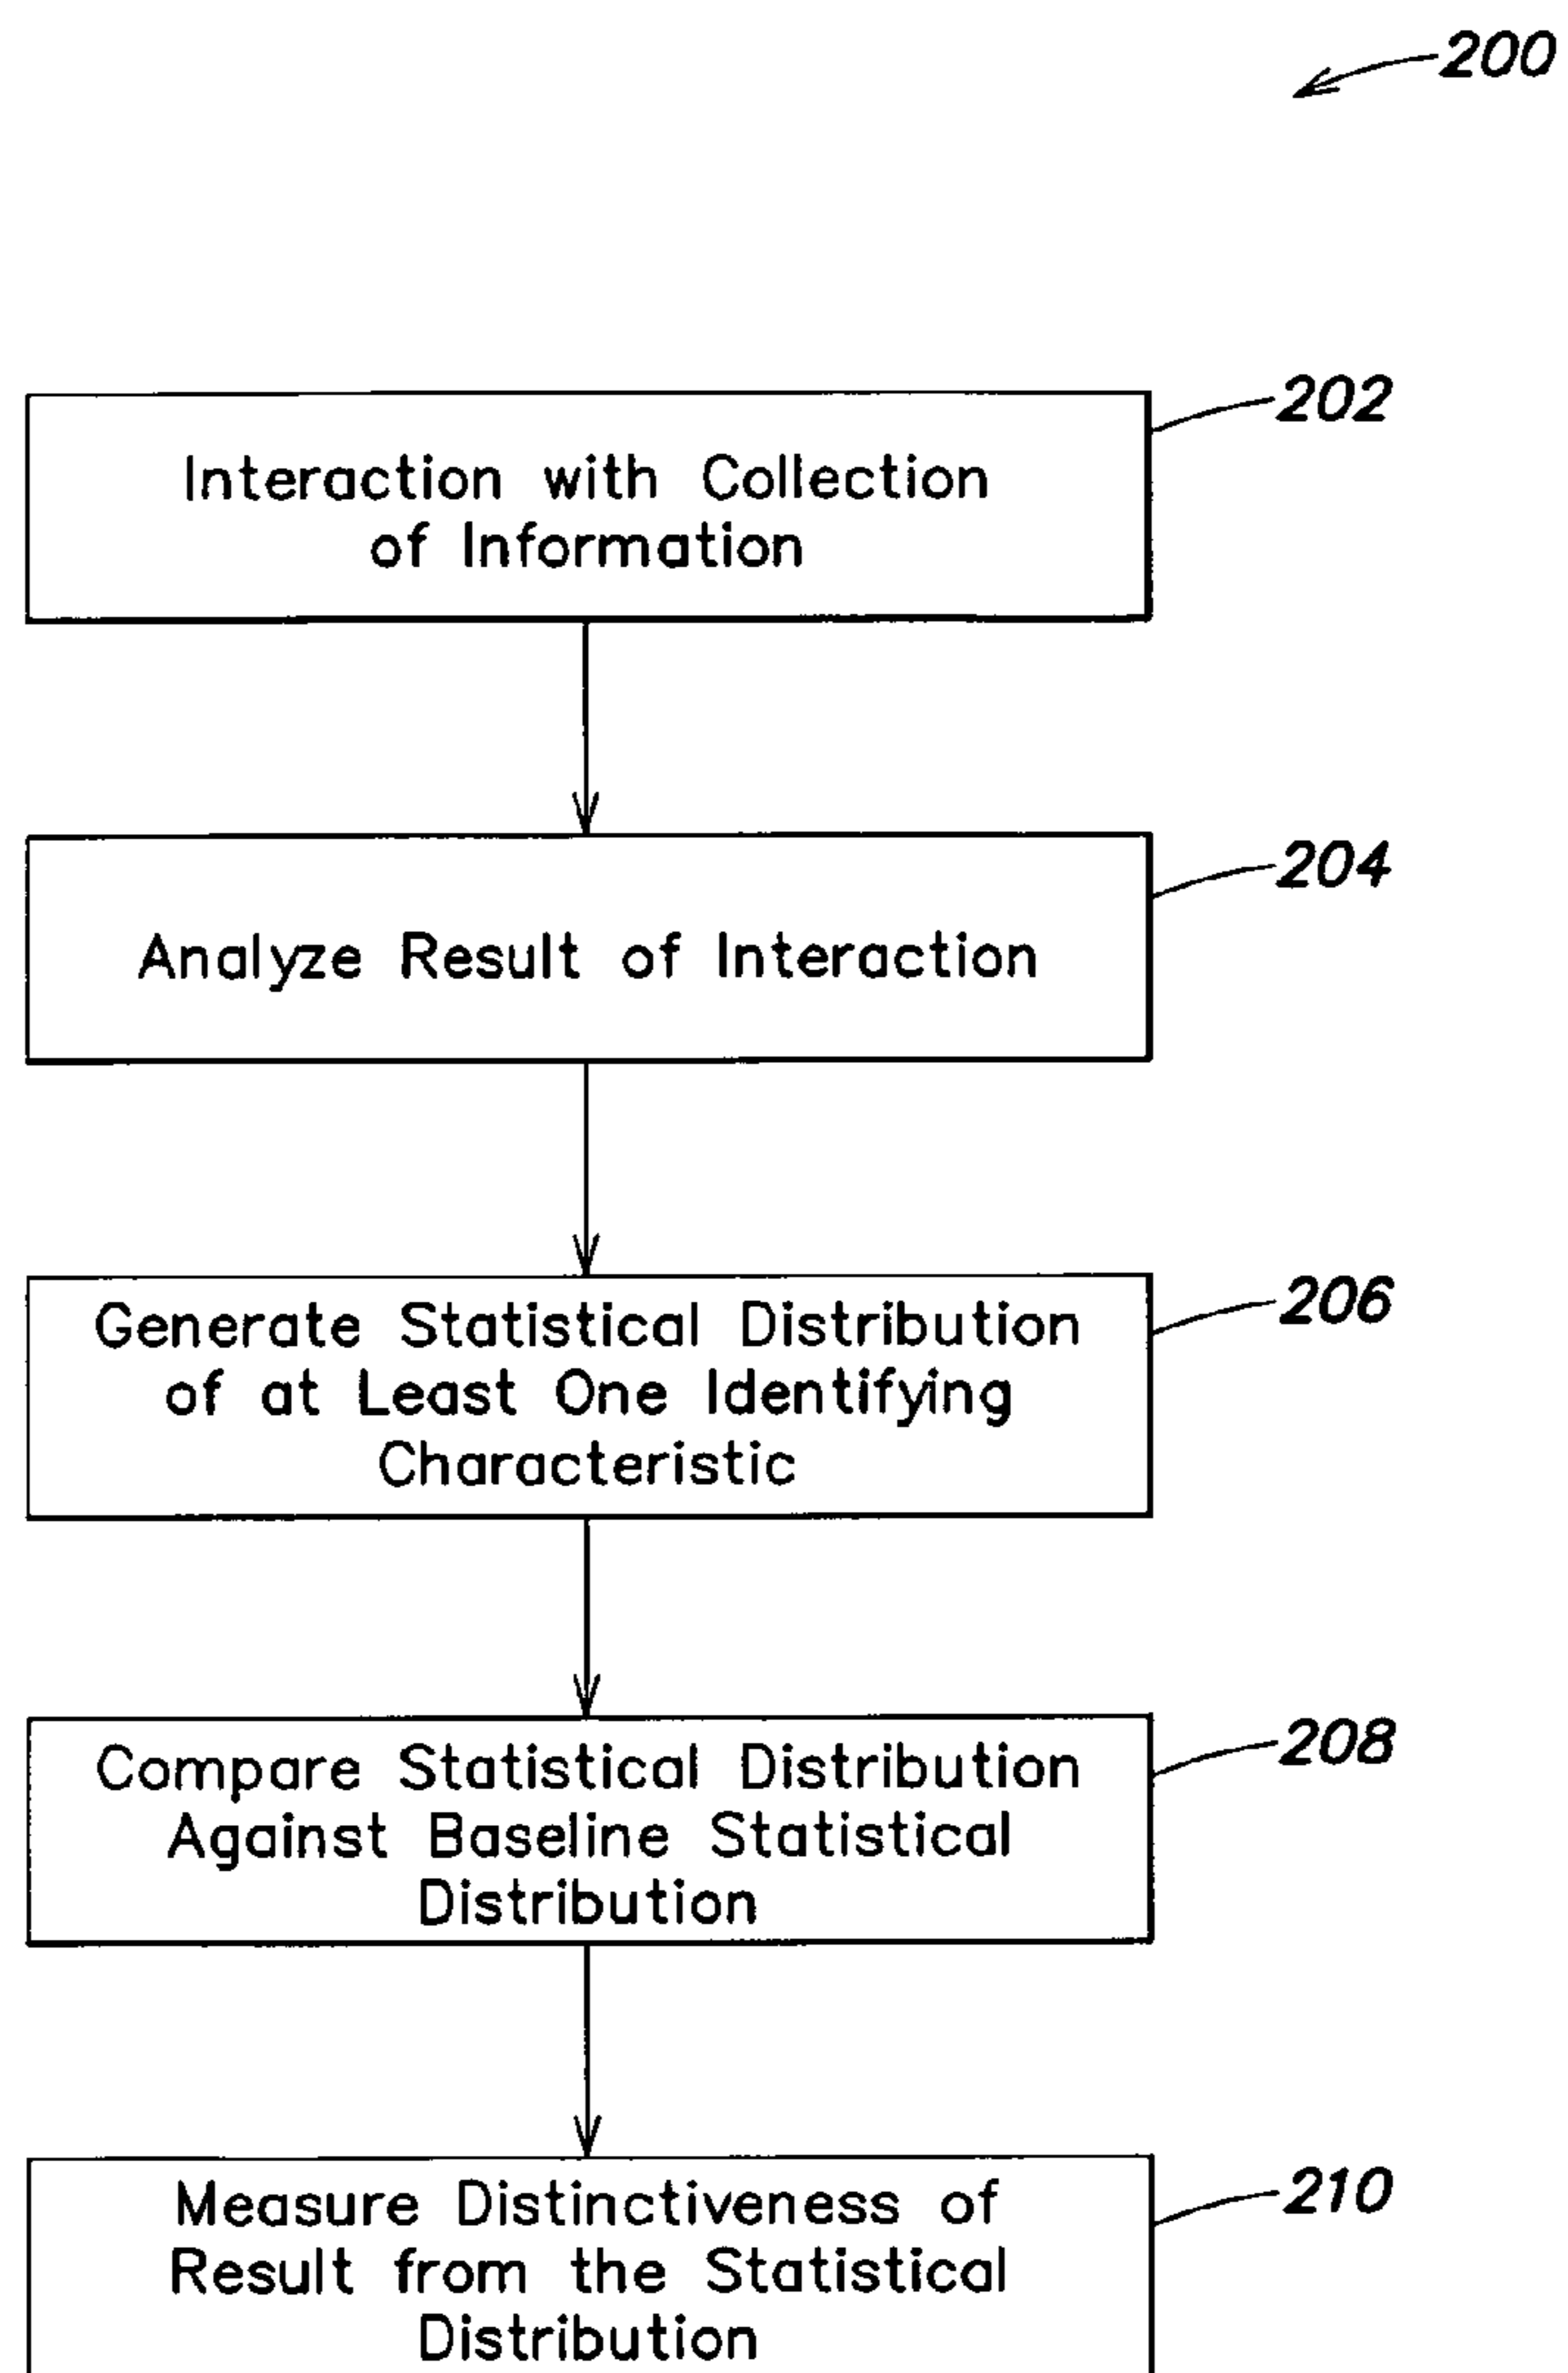 200
202
Interaction with Collection
of Information
204
Analyze Result of Interaction
206
Generate Statistical Distribution
of at Least One Identifying
Characteristic
208
Compare Statistical Distribution
Against Baseline Statistical
Distribution
210
Measure Distinctiveness of
Result from the Statistical
Distribution